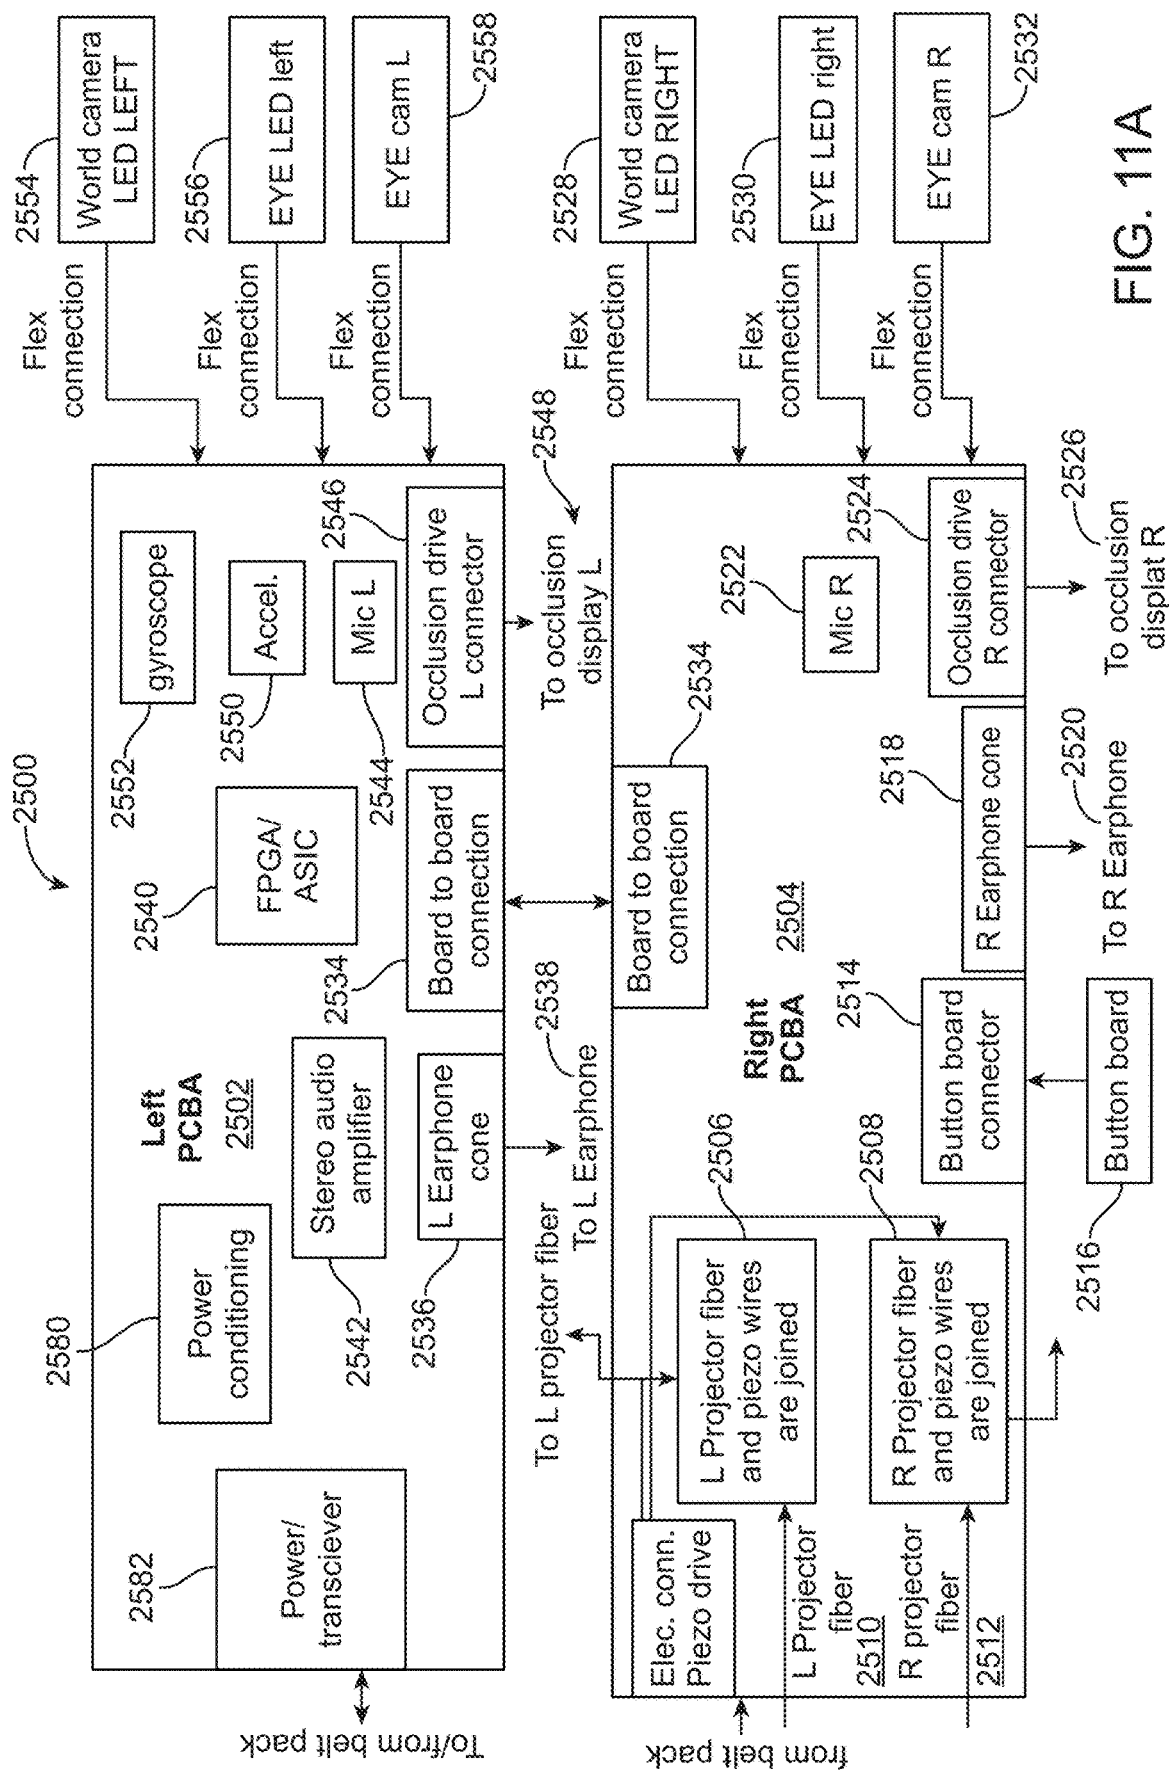 2500
Left
PCBA
2502
2582
Power/
transciever
To/from belt pack
2580
Power
conditioning
2542
Stereo audio
amplifier
2536
L Earphone
cone
2540
FPGA/
ASIC
2534
Board to board
connection
2552
gyroscope
2550
Accel.
2544
Mic L
2546
Occlusion drive
L connector
2554
World camera
LED LEFT
Flex
connection
2556
EYE LED left
Flex
connection
2558
EYE cam L
Flex
connection
To L projector fiber
To L Earphone
2538
To occlusion
display L
2548
Right
PCBA
2504
from belt pack
Elec. conn.
Piezo drive
L Projector
fiber
2510
R projector
fiber
2512
2506
L Projector fiber
and piezo wires
are joined
2508
R Projector fiber
and piezo wires
are joined
2534
Board to board
connection
2514
Button board
connector
2516
Button board
2518
R Earphone cone
2520
To R Earphone
2522
Mic R
2524
Occlusion drive
R connector
2526
To occlusion
displat R
2528
World camera
LED RIGHT
Flex
connection
2530
EYE LED right
Flex
connection
2532
EYE cam R
Flex
connection
FIG. 11A